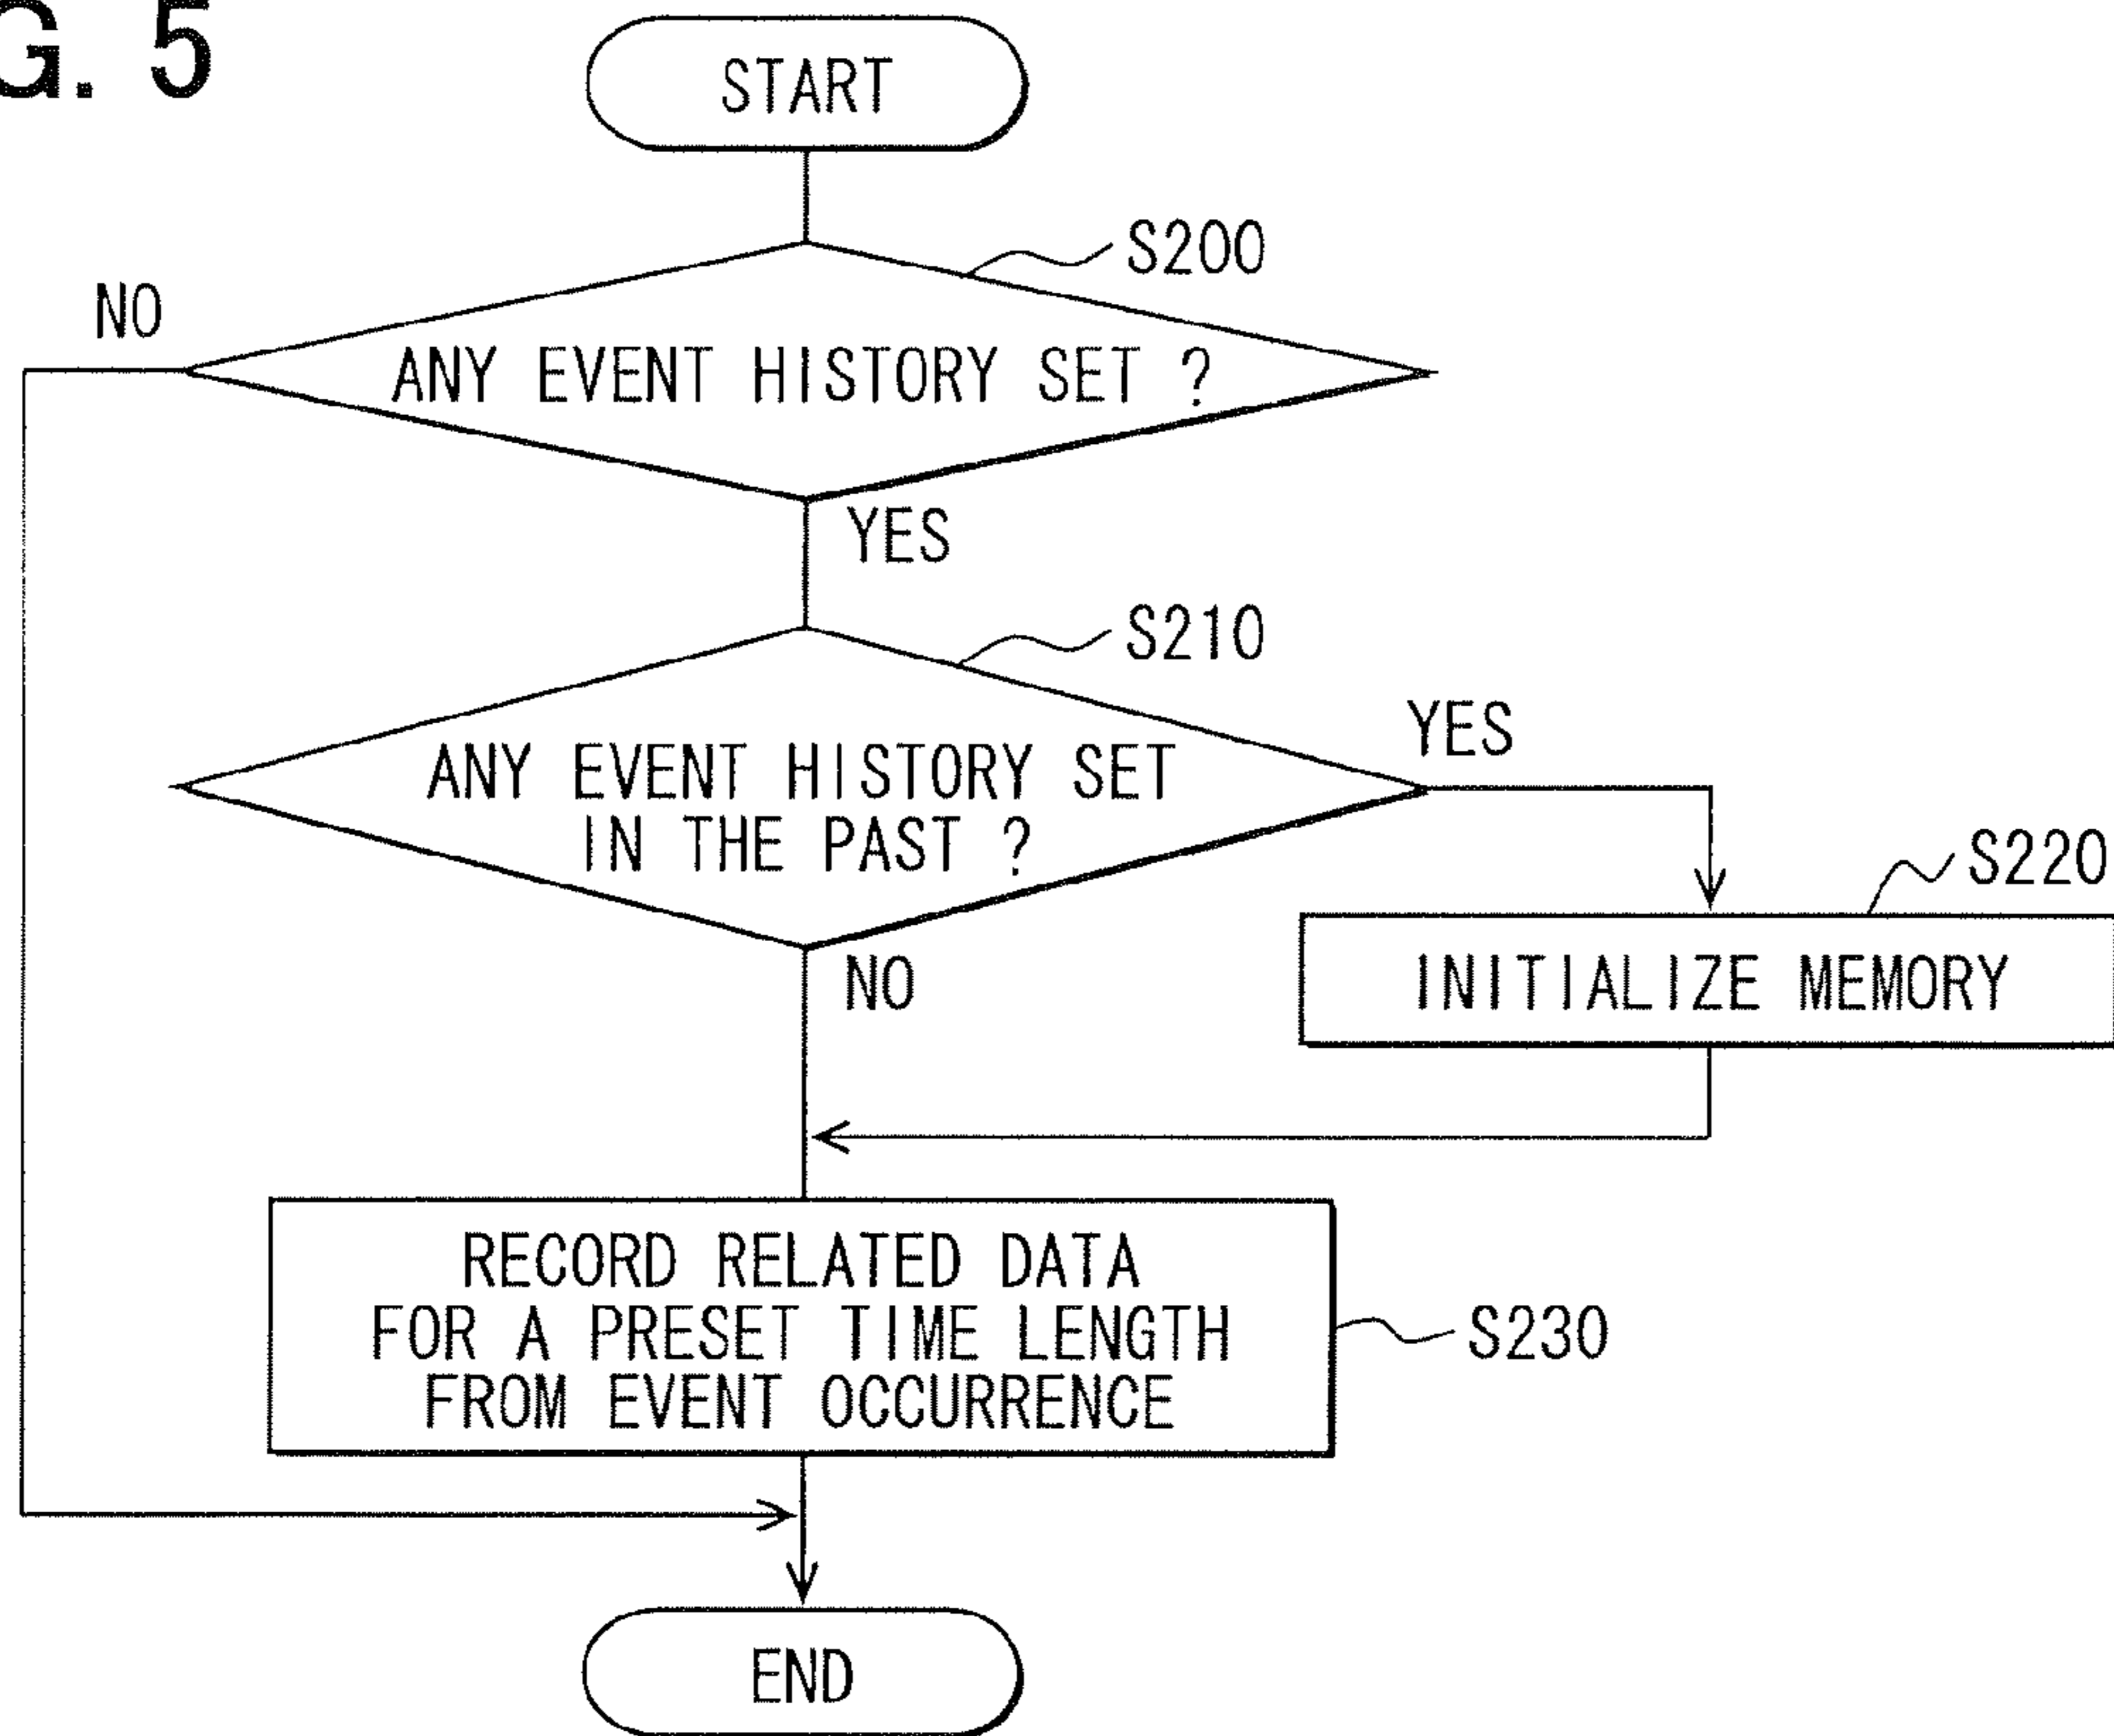 G. 5
START
S200
NO
ANY EVENT HISTORY SET ?
YES
S210
YES
ANY EVENT HISTORY SET
IN THE PAST ?
S220
NO
INITIALIZE MEMORY
RECORD RELATED DATA
FOR A PRESET TIME LENGTH
FROM EVENT OCCURRENCE
S230
END